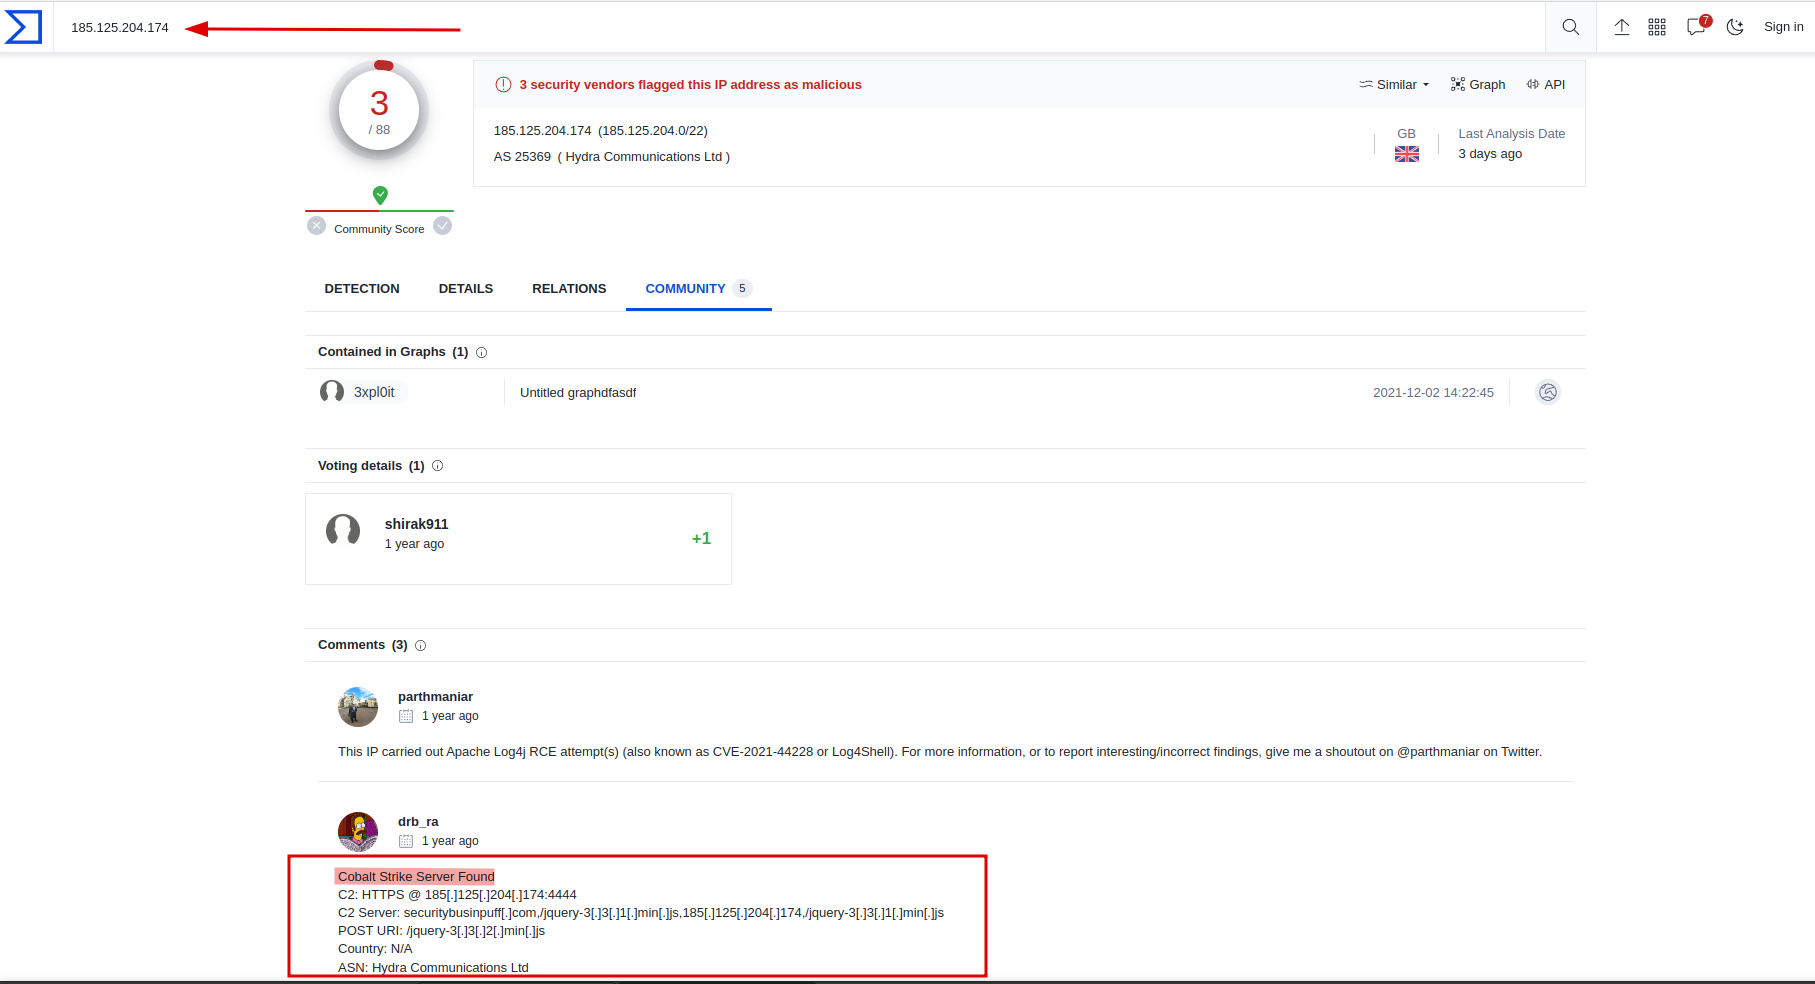 185.125.204.174
7
Sign in
3
/ 88
Community Score
3 security vendors flagged this IP address as malicious
Similar
Graph
API
185.125.204.174 (185.125.204.0/22)
AS 25369 ( Hydra Communications Ltd )
GB
Last Analysis Date
3 days ago
DETECTION
DETAILS
RELATIONS
COMMUNITY 5
Contained in Graphs (1)
3xpl0it
Untitled graphdfasdf
2021-12-02 14:22:45
Voting details (1)
shirak911
1 year ago
+1
Comments (3)
parthmaniar
1 year ago
This IP carried out Apache Log4j RCE attempt(s) (also known as CVE-2021-44228 or Log4Shell). For more information, or to report interesting/incorrect findings, give me a shoutout on @parthmaniar on Twitter.
drb_ra
1 year ago
Cobalt Strike Server Found
C2: HTTPS @ 185[.]125[.]204[.]174:4444
C2 Server: securitybusinpuff[.]com,/jquery-3[.]3[.]1[.]min[.]js,185[.]125[.]204[.]174,/jquery-3[.]3[.]1[.]min[.]js
POST URI: /jquery-3[.]3[.]2[.]min[.]js
Country: N/A
ASN: Hydra Communications Ltd